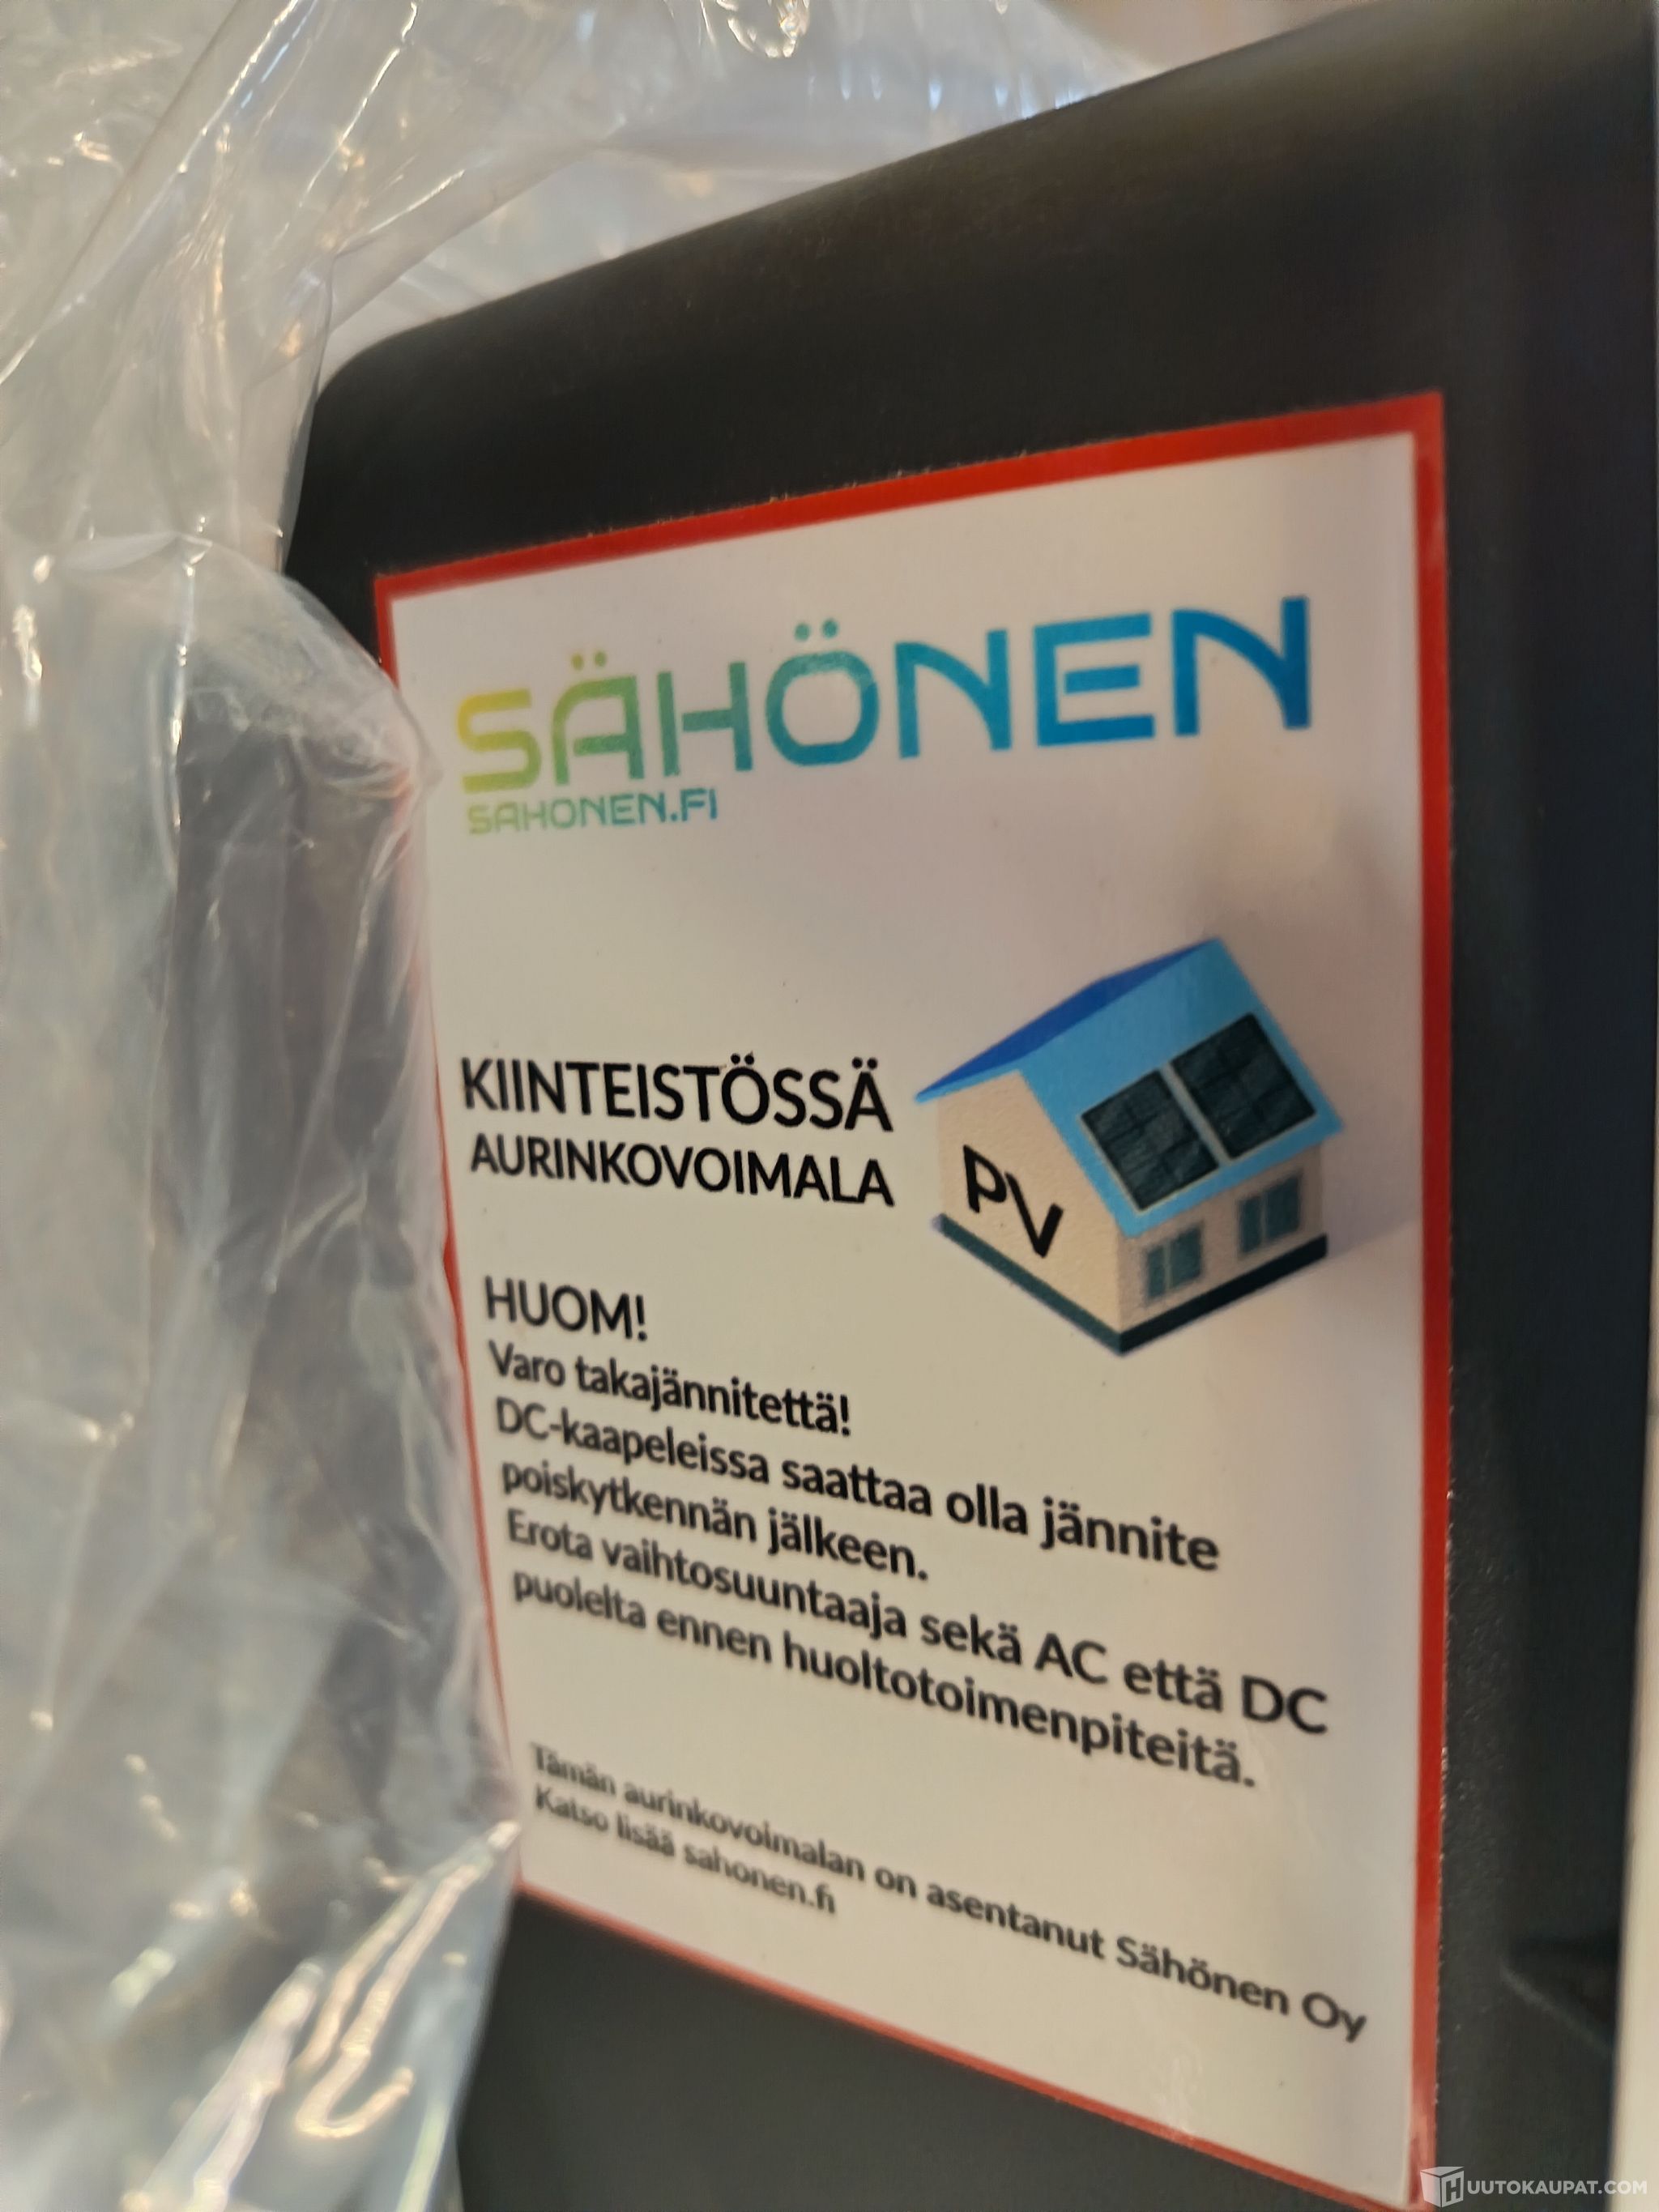 SÄHÖNEN
SAHONEN.FI
KIINTEISTÖSSÄ
AURINKOVOIMALA
PV
HUOM!
Varo takajännitettä!
DC-kaapeleissa saattaa olla jännite
poiskytkennän jälkeen.
Erota vaihtosuuntaaja sekä AC että DC
puolelta ennen huoltotoimenpiteitä.
Tämän aurinkovoimalan on asentanut Sähönen Oy
Katso lisää sahonen.fi
HUUTOKAUPAT.COM